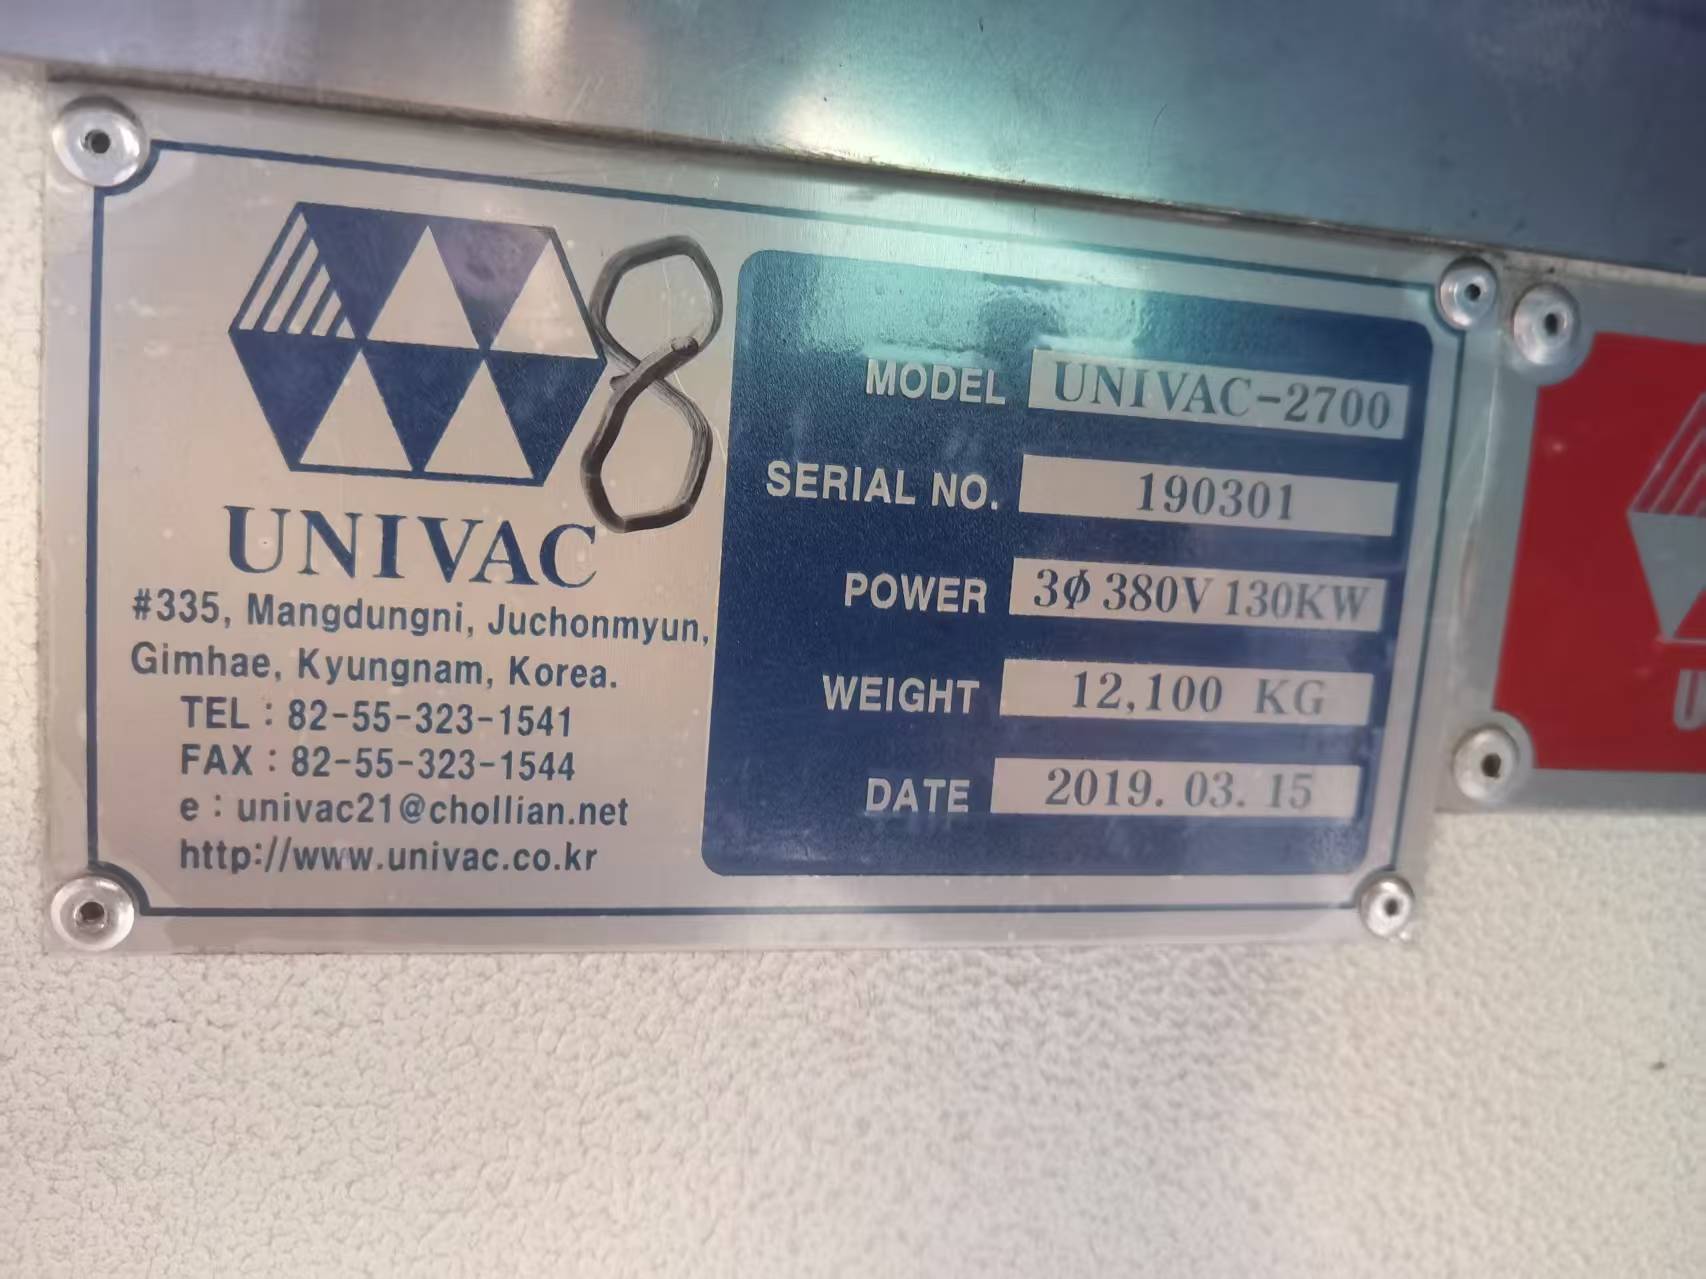 8
UNIVAC
#335, Mangdungni, Juchonmyun,
Gimhae, Kyungnam, Korea.
TEL : 82-55-323-1541
FAX : 82-55-323-1544
e : univac21@chollian.net
http://www.univac.co.kr
MODEL UNIVAC-2700
SERIAL NO. 190301
POWER 3ϕ 380V 130KW
WEIGHT 12,100 KG
DATE 2019. 03. 15
U